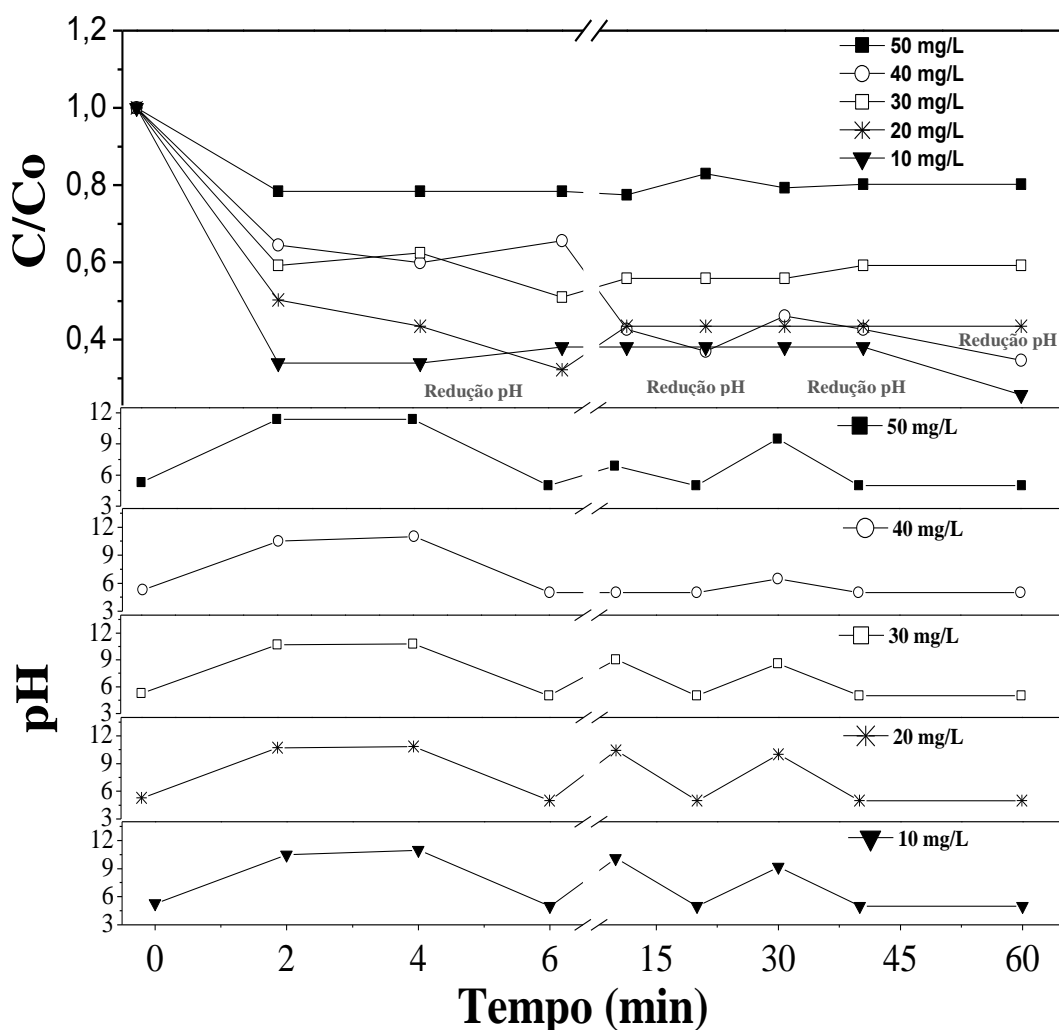 1,2
1,0
0,8
0,6
0,4
C/Co
50 mg/L
40 mg/L
30 mg/L
20 mg/L
10 mg/L
Redução pH
Redução pH
Redução pH
Redução pH
12
9
6
3
50 mg/L
12
9
6
3
40 mg/L
12
9
6
3
30 mg/L
12
9
6
3
20 mg/L
12
9
6
3
10 mg/L
pH
0 2 4 6 15 30 45 60
Tempo (min)